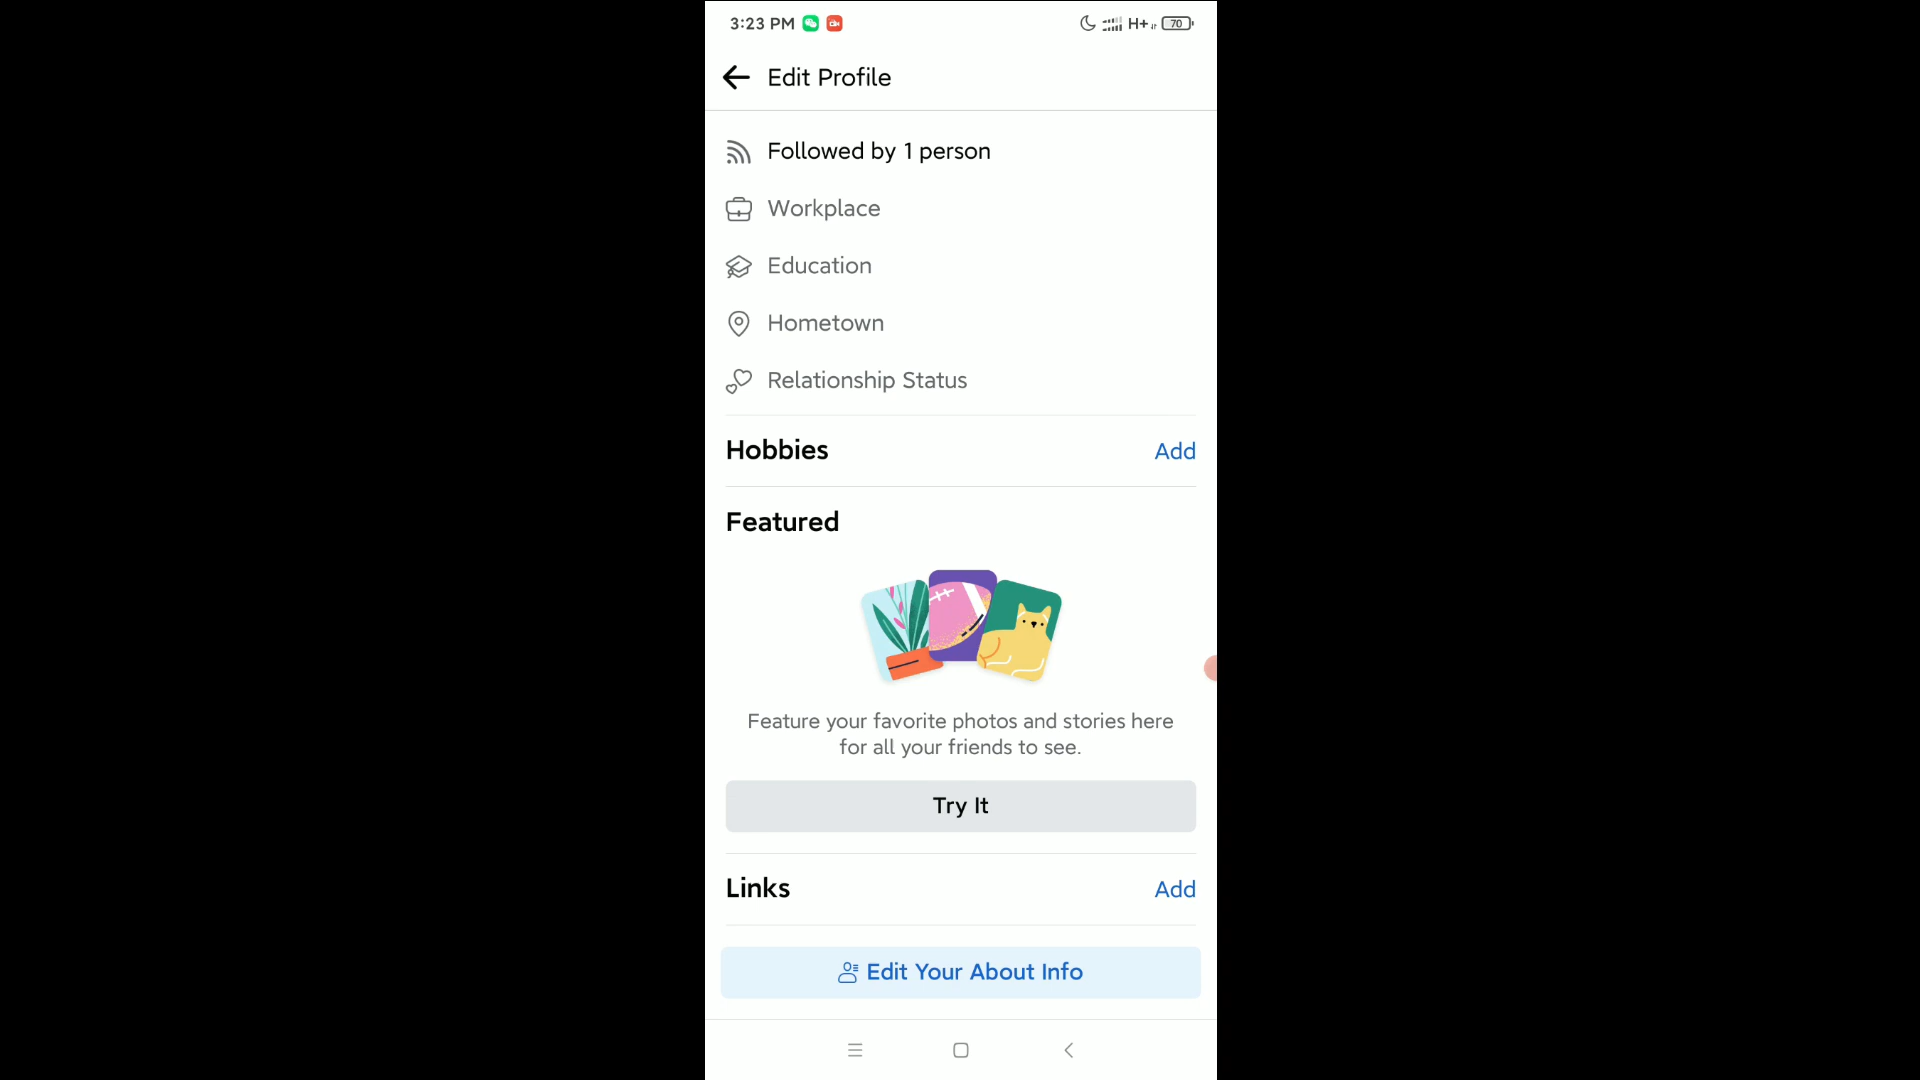 3:23 PM H+ 70
Edit Profile
Followed by 1 person
Workplace
Education
Hometown
Relationship Status
Hobbies Add
Featured
Feature your favorite photos and stories here
for all your friends to see.
Try It
Links Add
Edit Your About Info